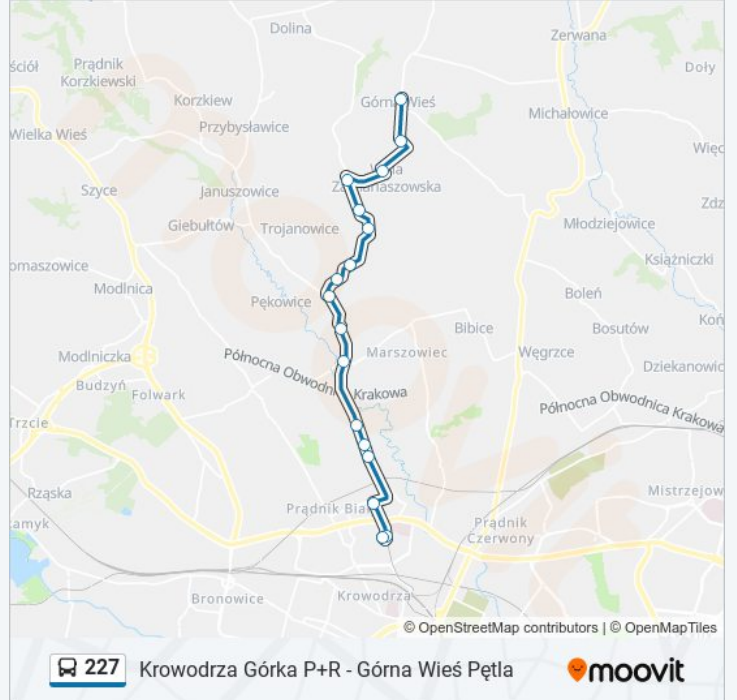 Dolina
Zerwana
ściół
Prądnik
Korzkiewski
Doły
Korzkiew
Górna Wieś
Michałowice
Przybysławice
Wielka Wieś
Więc
Szyce
Januszowice
Zdz
Giebułtów
Trojanowice
Młodziejowice
omaszowice
Książniczki
Modlnica
Boleń
Pękowice
Koń
Bibice
Bosutów
Modlniczka
Północna Obwodni
Marszowiec
Węgrzce
Dziekanowic
Budzyń
Folwark
Krakowa
Północna Obwodnica Krakowa
Trzcie
Rząska
Mistrzejow
amyk
Prądnik
Czerwony
Bronowice
Krowodrza
© OpenStreetMap contributors | © OpenMapTiles
227 Krowodrza Górka P+R - Górna Wieś Pętla
moovit